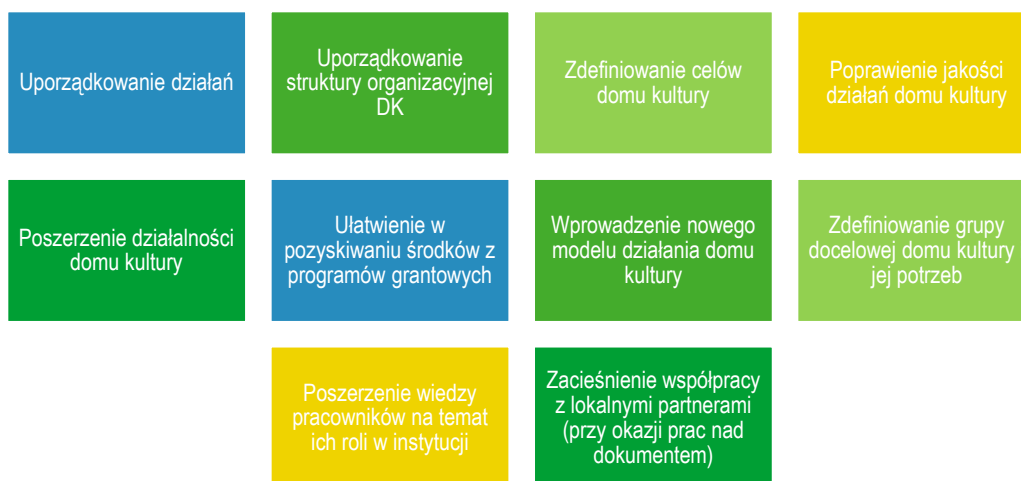 Uporządkowanie działań
Uporządkowanie
struktury organizacyjnej
DK
Zdefiniowanie celów
domu kultury
Poprawienie jakości
działań domu kultury
Poszerzenie działalności
domu kultury
Ułatwienie w
pozyskiwaniu środków z
programów grantowych
Wprowadzenie nowego
modelu działania domu
kultury
Zdefiniowanie grupy
docelowej domu kultury
jej potrzeb
Poszerzenie wiedzy
pracowników na temat
ich roli w instytucji
Zacieśnienie współpracy
z lokalnymi partnerami
(przy okazji prac nad
dokumentem)